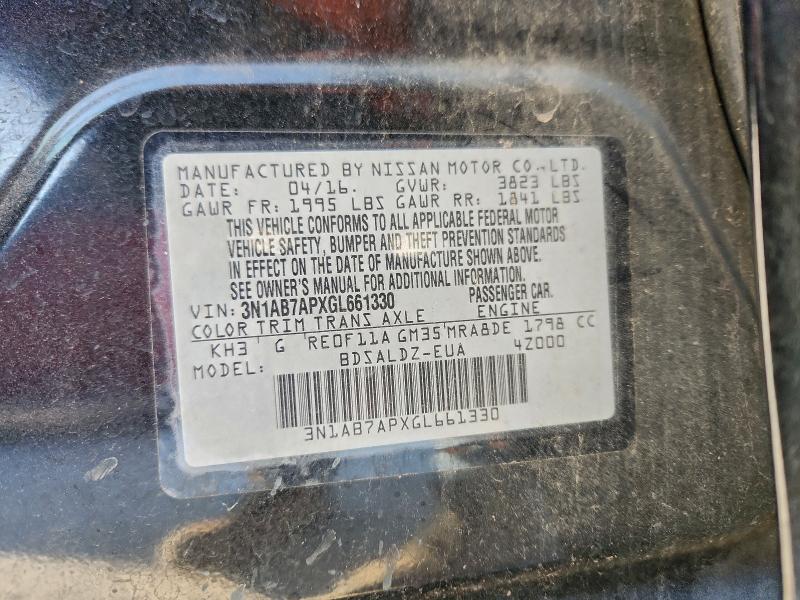 MANUFACTURED BY NISSAN MOTOR CO.,LTD.
DATE: 04/16. GVWR: 3823 LBS
GAWR FR: 1995 LBS GAWR RR: 1841 LBS
THIS VEHICLE CONFORMS TO ALL APPLICABLE FEDERAL MOTOR
VEHICLE SAFETY, BUMPER AND THEFT PREVENTION STANDARDS
IN EFFECT ON THE DATE OF MANUFACTURE SHOWN ABOVE.
SEE OWNER'S MANUAL FOR ADDITIONAL INFORMATION.
VIN: 3N1AB7APXGL661330 PASSENGER CAR.
COLOR TRIM TRANS AXLE ENGINE
KH3 G RE0F11A GM35 MRA8DE 1798 CC
MODEL: BDSALDZ-EUA 4Z000
3N1AB7APXGL661330